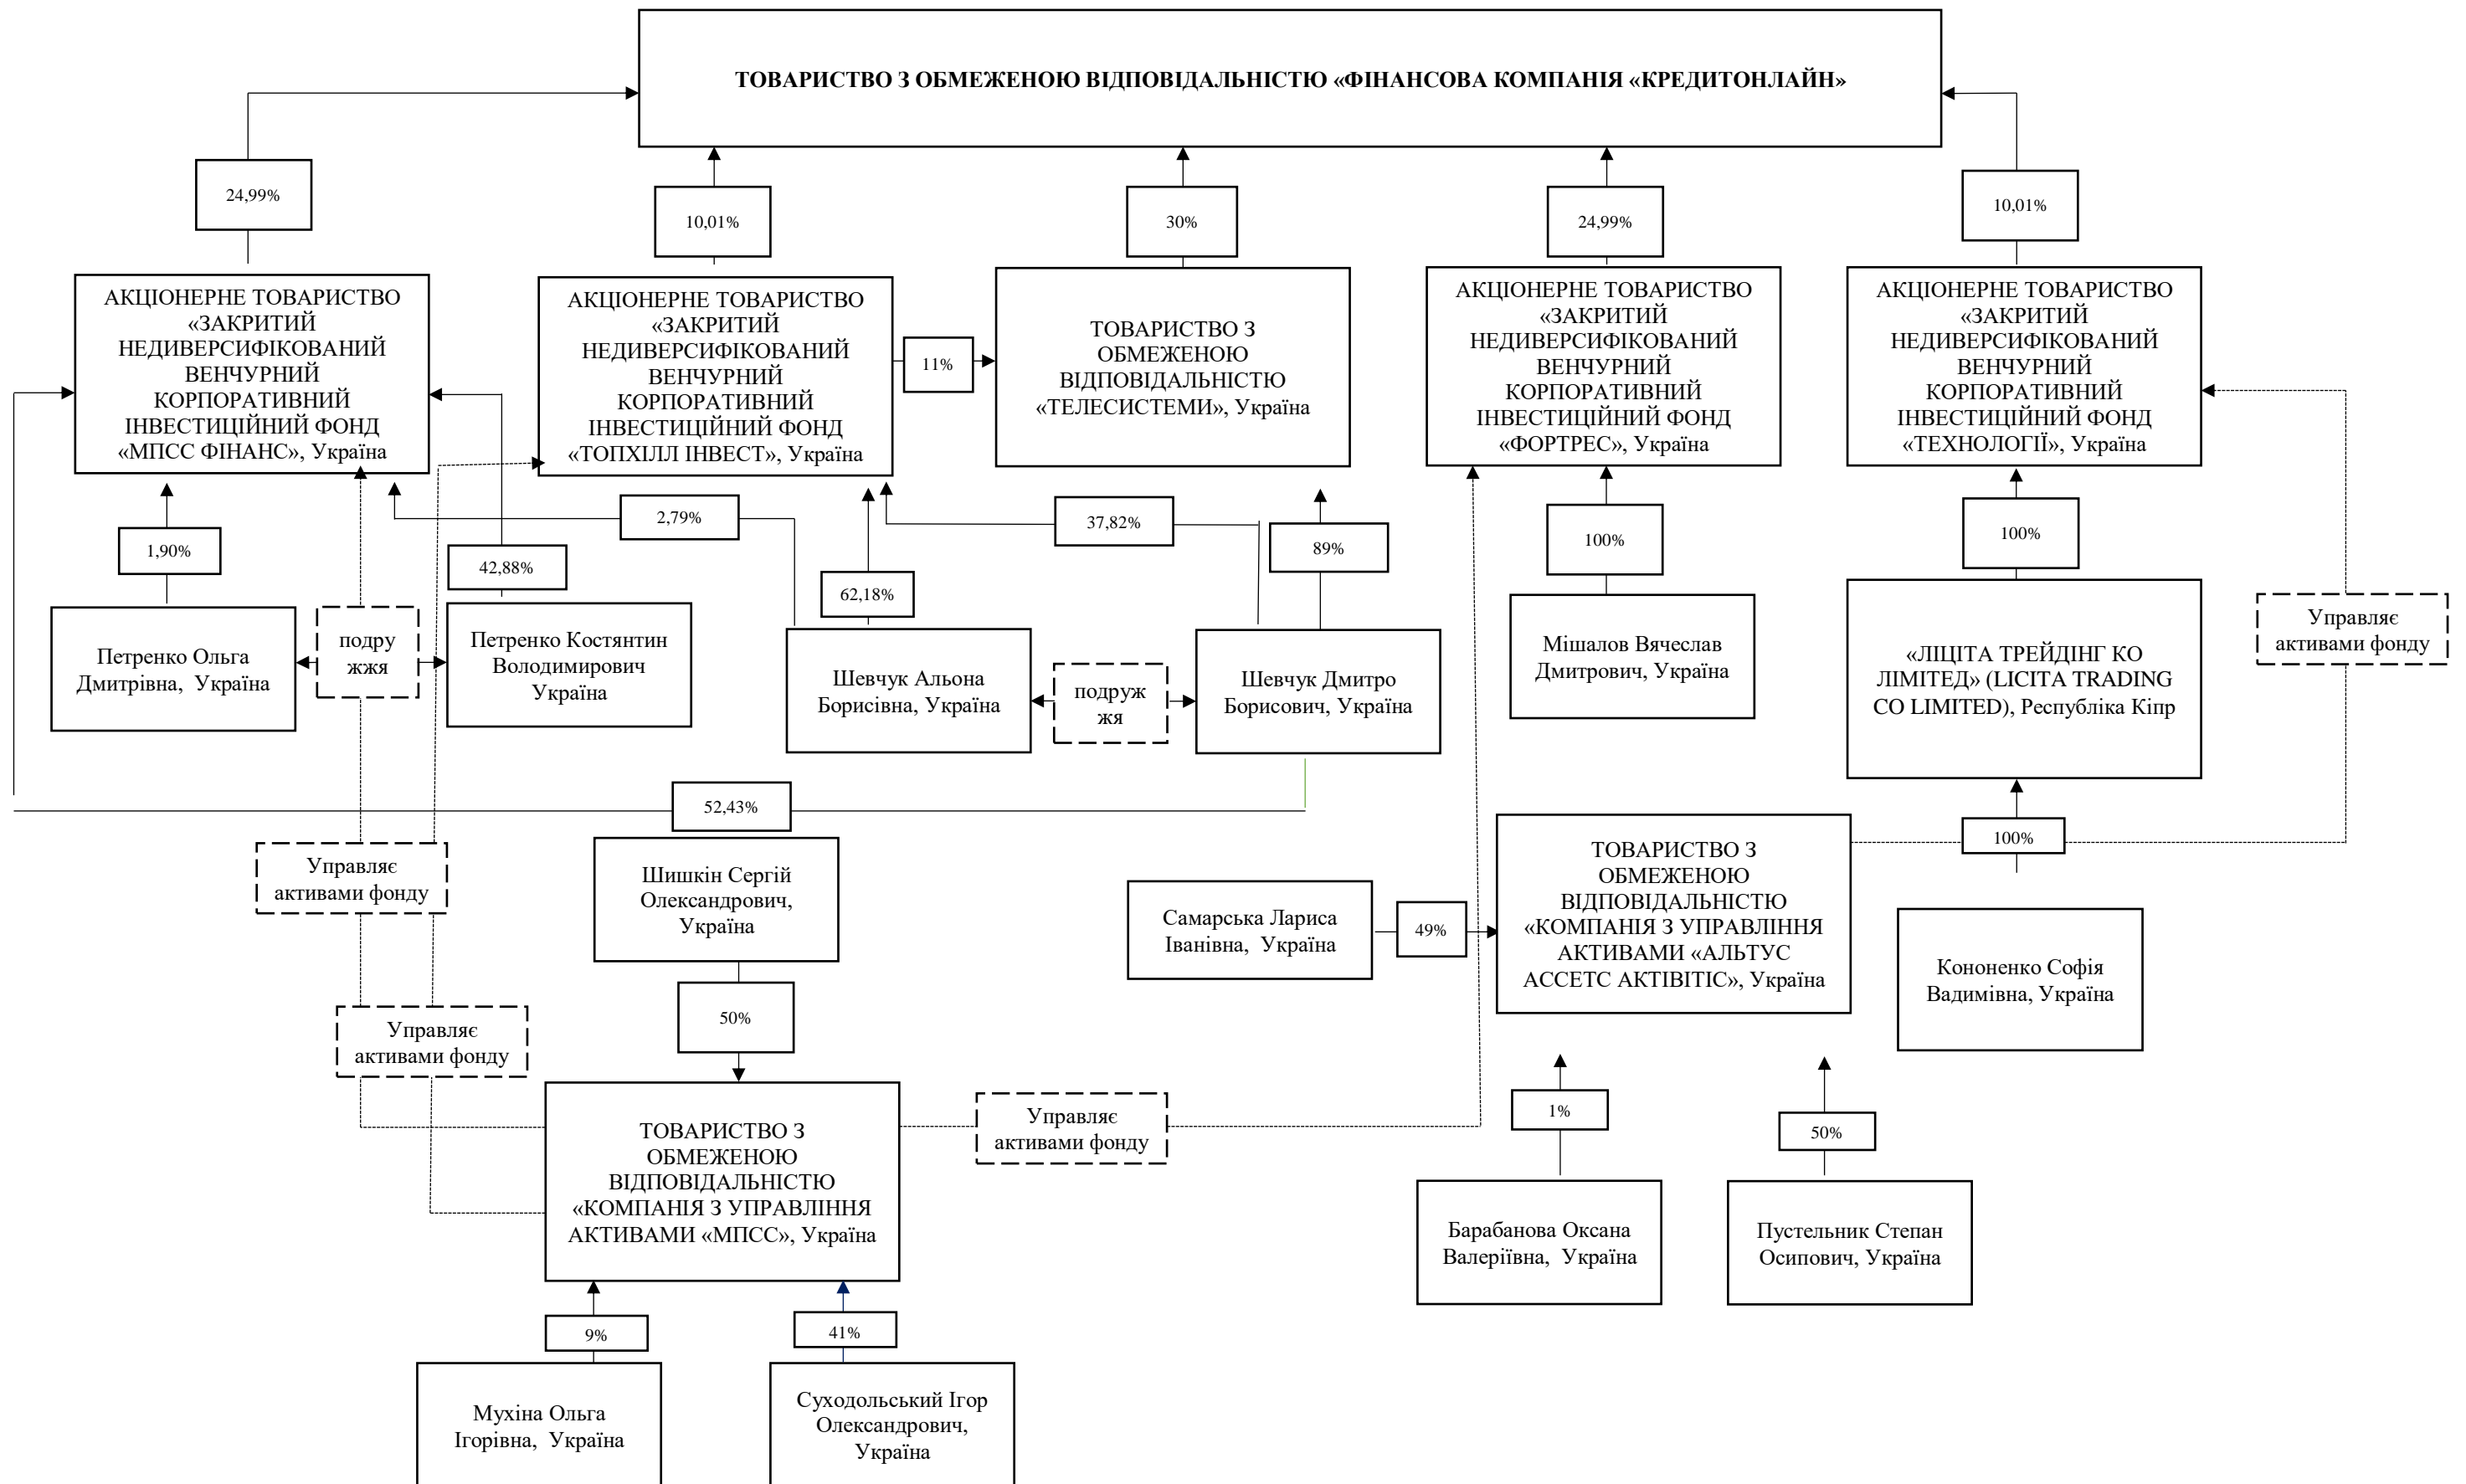 ТОВАРИСТВО З ОБМЕЖЕНОЮ ВІДПОВІДАЛЬНІСТЮ «ФІНАНСОВА КОМПАНІЯ «КРЕДИТОНЛАЙН»
24,99%
10,01%
30%
24,99%
10,01%
АКЦІОНЕРНЕ ТОВАРИСТВО
«ЗАКРИТИЙ
НЕДИВЕРСИФІКОВАНИЙ
ВЕНЧУРНИЙ
КОРПОРАТИВНИЙ
ІНВЕСТИЦІЙНИЙ ФОНД
«МПСС ФІНАНС», Україна
АКЦІОНЕРНЕ ТОВАРИСТВО
«ЗАКРИТИЙ
НЕДИВЕРСИФІКОВАНИЙ
ВЕНЧУРНИЙ
КОРПОРАТИВНИЙ
ІНВЕСТИЦІЙНИЙ ФОНД
«ТОПХІЛЛ ІНВЕСТ», Україна
11%
ТОВАРИСТВО З
ОБМЕЖЕНОЮ
ВІДПОВІДАЛЬНІСТЮ
«ТЕЛЕСИСТЕМИ», Україна
АКЦІОНЕРНЕ ТОВАРИСТВО
«ЗАКРИТИЙ
НЕДИВЕРСИФІКОВАНИЙ
ВЕНЧУРНИЙ
КОРПОРАТИВНИЙ
ІНВЕСТИЦІЙНИЙ ФОНД
«ФОРТРЕС», Україна
АКЦІОНЕРНЕ ТОВАРИСТВО
«ЗАКРИТИЙ
НЕДИВЕРСИФІКОВАНИЙ
ВЕНЧУРНИЙ
КОРПОРАТИВНИЙ
ІНВЕСТИЦІЙНИЙ ФОНД
«ТЕХНОЛОГІЇ», Україна
1,90%
42,88%
2,79%
62,18%
37,82%
89%
100%
100%
Петренко Ольга
Дмитрівна, Україна
подру
жжя
Петренко Костянтин
Володимирович
Україна
Шевчук Альона
Борисівна, Україна
подруж
жя
Шевчук Дмитро
Борисович, Україна
Мішалов Вячеслав
Дмитрович, Україна
«ЛІЦІТА ТРЕЙДІНГ КО
ЛІМІТЕД» (LICITA TRADING
CO LIMITED), Республіка Кіпр
Управляє
активами фонду
52,43%
Управляє
активами фонду
Шишкін Сергій
Олександрович,
Україна
Самарська Лариса
Іванівна, Україна
49%
ТОВАРИСТВО З
ОБМЕЖЕНОЮ
ВІДПОВІДАЛЬНІСТЮ
«КОМПАНІЯ З УПРАВЛІННЯ
АКТИВАМИ «АЛЬТУС
АССЕТС АКТІВІТІС», Україна
100%
Кононенко Софія
Вадимівна, Україна
Управляє
активами фонду
50%
ТОВАРИСТВО З
ОБМЕЖЕНОЮ
ВІДПОВІДАЛЬНІСТЮ
«КОМПАНІЯ З УПРАВЛІННЯ
АКТИВАМИ «МПСС», Україна
Управляє
активами фонду
1%
50%
Барабанова Оксана
Валеріївна, Україна
Пустельник Степан
Осипович, Україна
9%
41%
Мухіна Ольга
Ігорівна, Україна
Суходольський Ігор
Олександрович,
Україна